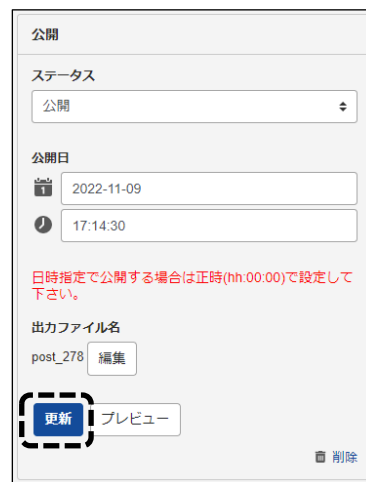 公開
ステータス
公開
公開日
1 2022-11-09
17:14:30
日時指定で公開する場合は正時(hh:00:00)で設定して
下さい。
出力ファイル名
post_278 編集
更新 プレビュー
削除